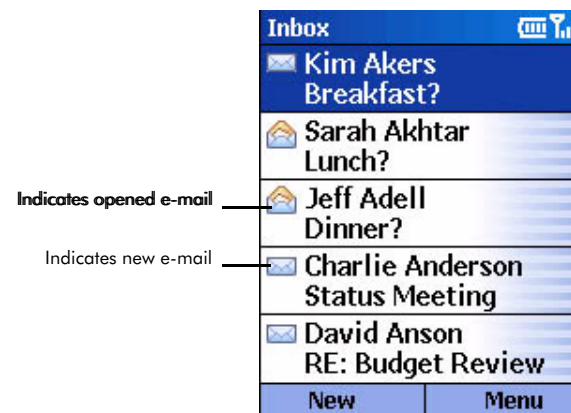 Inbox
Kim Akers
Breakfast?
Sarah Akhtar
Lunch?
Indicates opened e-mail
Jeff Adell
Dinner?
Indicates new e-mail
Charlie Anderson
Status Meeting
David Anson
RE: Budget Review
New Menu